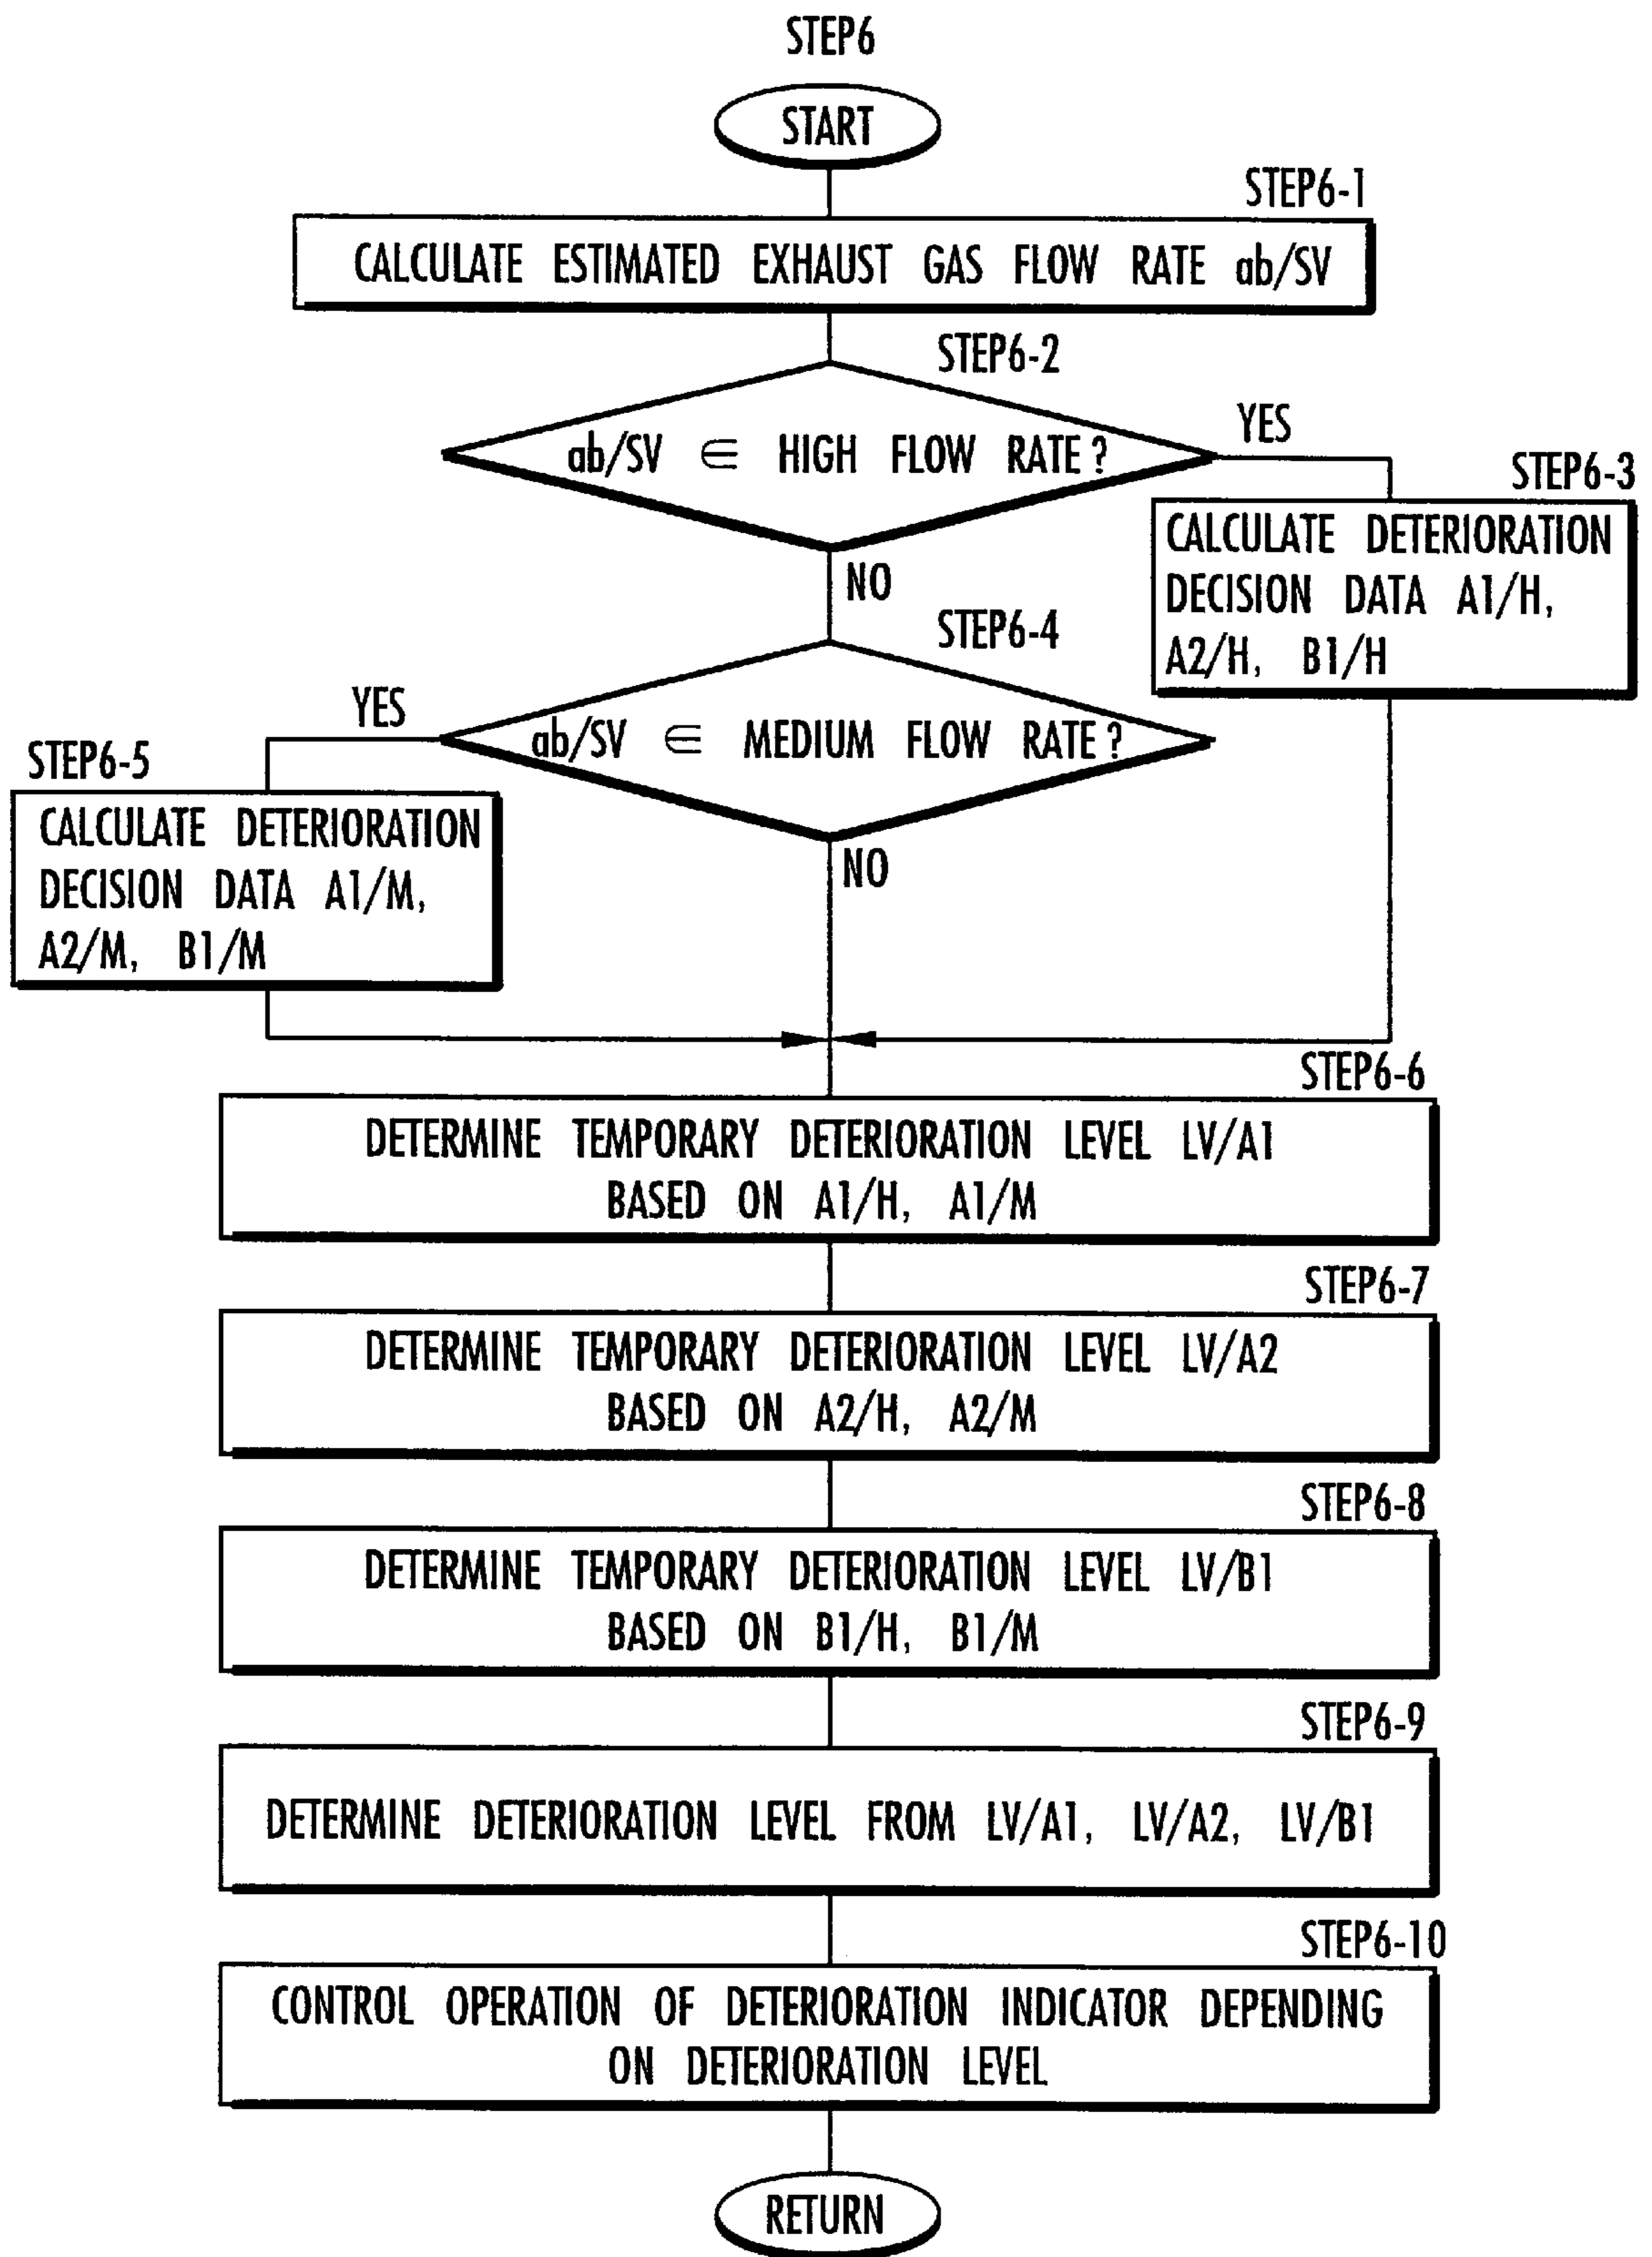 STEP6
START
STEP6-1
CALCULATE ESTIMATED EXHAUST GAS FLOW RATE ab/SV
STEP6-2
ab/SV ∈ HIGH FLOW RATE?
YES
STEP6-3
CALCULATE DETERIORATION
DECISION DATA A1/H,
A2/H, B1/H
NO
STEP6-4
ab/SV ∈ MEDIUM FLOW RATE?
YES
STEP6-5
CALCULATE DETERIORATION
DECISION DATA A1/M,
A2/M, B1/M
NO
STEP6-6
DETERMINE TEMPORARY DETERIORATION LEVEL LV/A1
BASED ON A1/H, A1/M
STEP6-7
DETERMINE TEMPORARY DETERIORATION LEVEL LV/A2
BASED ON A2/H, A2/M
STEP6-8
DETERMINE TEMPORARY DETERIORATION LEVEL LV/B1
BASED ON B1/H, B1/M
STEP6-9
DETERMINE DETERIORATION LEVEL FROM LV/A1, LV/A2, LV/B1
STEP6-10
CONTROL OPERATION OF DETERIORATION INDICATOR DEPENDING
ON DETERIORATION LEVEL
RETURN